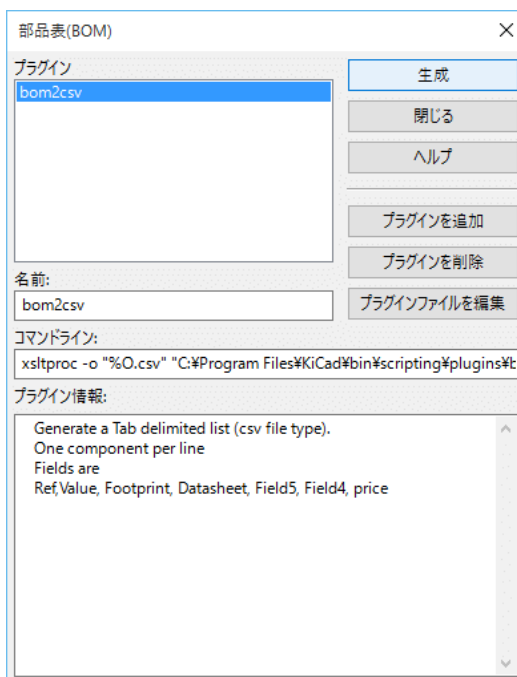 部品表(BOM)
プラグイン
bom2csv
生成
閉じる
ヘルプ
プラグインを追加
プラグインを削除
プラグインファイルを編集
名前:
bom2csv
コマンドライン:
xsltproc -o "%O.csv" "C:¥Program Files¥KiCad¥bin¥scripting¥plugins¥b
プラグイン情報:
Generate a Tab delimited list (csv file type).
One component per line
Fields are
Ref,Value, Footprint, Datasheet, Field5, Field4, price